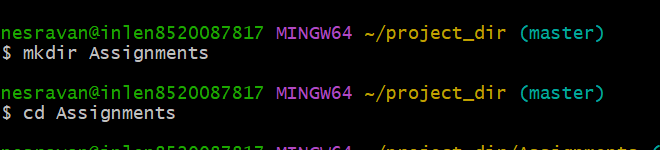 nesravan@inlen8520087817 MINGW64 ~/project_dir (master)
$ mkdir Assignments
nesravan@inlen8520087817 MINGW64 ~/project_dir (master)
$ cd Assignments